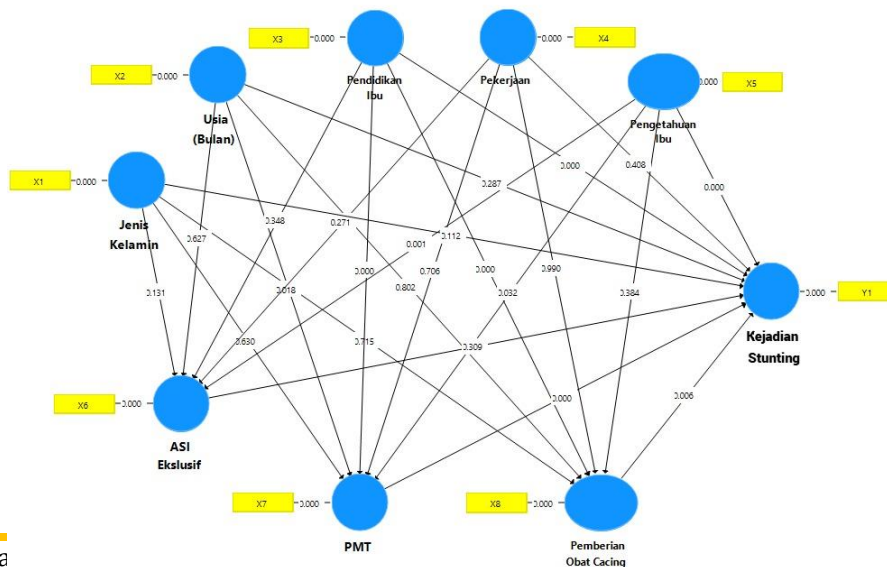 X3
0.000
Pendidikan
Ibu
0.000
X4
Pekerjaan
X2
0.000
Usia
(Bulan)
0.000
X5
Pengetahuan
Ibu
X1
0.000
Jenis
Kelamin
0.000
0.408
0.287
0.000
0.348
0.271
0.112
0.627
0.001
0.131
0.018
0.000
0.706
0.000
0.990
0.802
0.032
0.384
0.630
0.715
0.309
0.000
0.006
0.000
Y1
Kejadian
Stunting
X6
0.000
ASI
Ekslusif
X7
0.000
PMT
X8
0.000
Pemberian
Obat Cacing
a